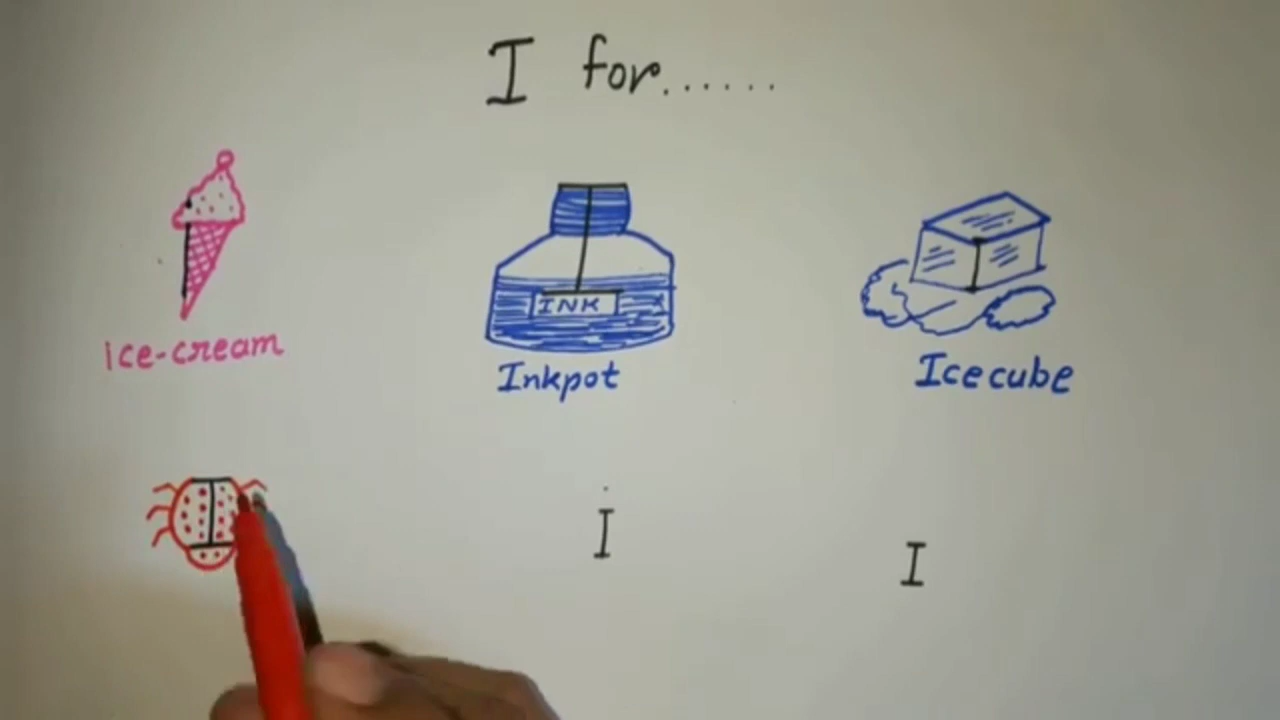 I for......
ice-cream
INK
Inkpot
Icecube
I
I